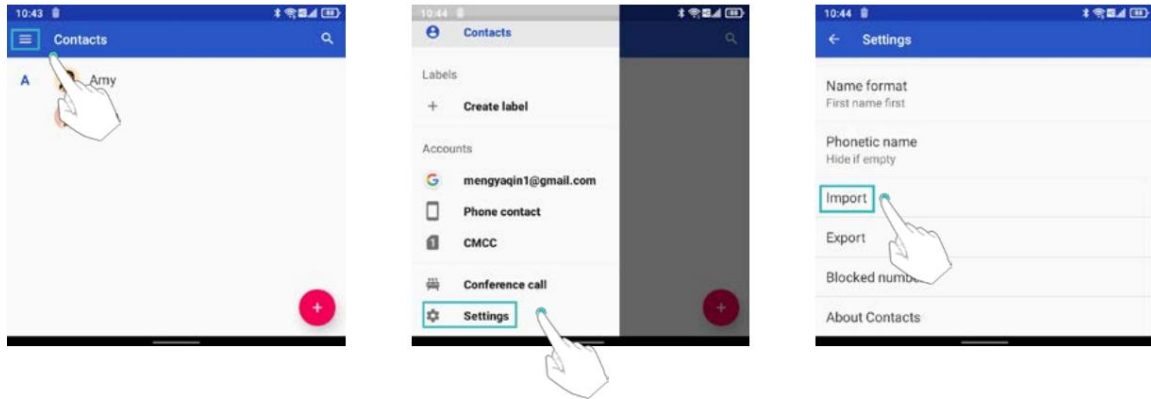 10:43
Contacts
A
Amy
10:44
Contacts
Labels
Create label
Accounts
mengyaqin1@gmail.com
Phone contact
CMCC
Conference call
Settings
10:44
Settings
Name format
First name first
Phonetic name
Hide if empty
Import
Export
Blocked
About Contacts